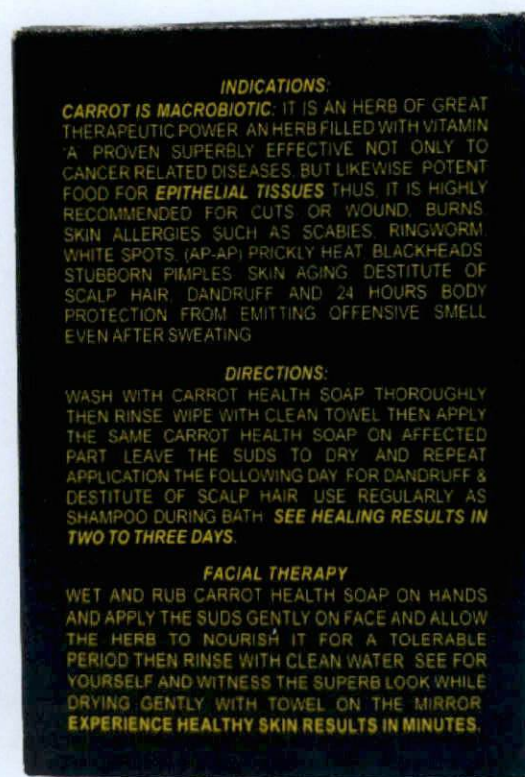 INDICATIONS:
CARROT IS MACROBIOTIC: IT IS AN HERB OF GREAT
THERAPEUTIC POWER. AN HERB FILLED WITH VITAMIN
"A" PROVEN SUPERBLY EFFECTIVE NOT ONLY TO
CANCER RELATED DISEASES, BUT LIKEWISE POTENT
FOOD FOR EPITHELIAL TISSUES THUS, IT IS HIGHLY
RECOMMENDED FOR CUTS OR WOUND, BURNS,
SKIN ALLERGIES SUCH AS SCABIES, RINGWORM,
WHITE SPOTS, (AP-AP) PRICKLY HEAT, BLACKHEADS,
STUBBORN PIMPLES, SKIN AGING, DESTITUTE OF
SCALP HAIR, DANDRUFF AND 24 HOURS BODY
PROTECTION FROM EMITTING OFFENSIVE SMELL
EVEN AFTER SWEATING
DIRECTIONS:
WASH WITH CARROT HEALTH SOAP THOROUGHLY
THEN RINSE. WIPE WITH CLEAN TOWEL THEN APPLY
THE SAME CARROT HEALTH SOAP ON AFFECTED
PART. LEAVE THE SUDS TO DRY AND REPEAT
APPLICATION THE FOLLOWING DAY. FOR DANDRUFF &
DESTITUTE OF SCALP HAIR, USE REGULARLY AS
SHAMPOO DURING BATH. SEE HEALING RESULTS IN
TWO TO THREE DAYS.
FACIAL THERAPY
WET AND RUB CARROT HEALTH SOAP ON HANDS
AND APPLY THE SUDS GENTLY ON FACE AND ALLOW
THE HERB TO NOURISH IT FOR A TOLERABLE
PERIOD THEN RINSE WITH CLEAN WATER. SEE FOR
YOURSELF AND WITNESS THE SUPERB LOOK WHILE
DRYING GENTLY WITH TOWEL ON THE MIRROR.
EXPERIENCE HEALTHY SKIN RESULTS IN MINUTES.